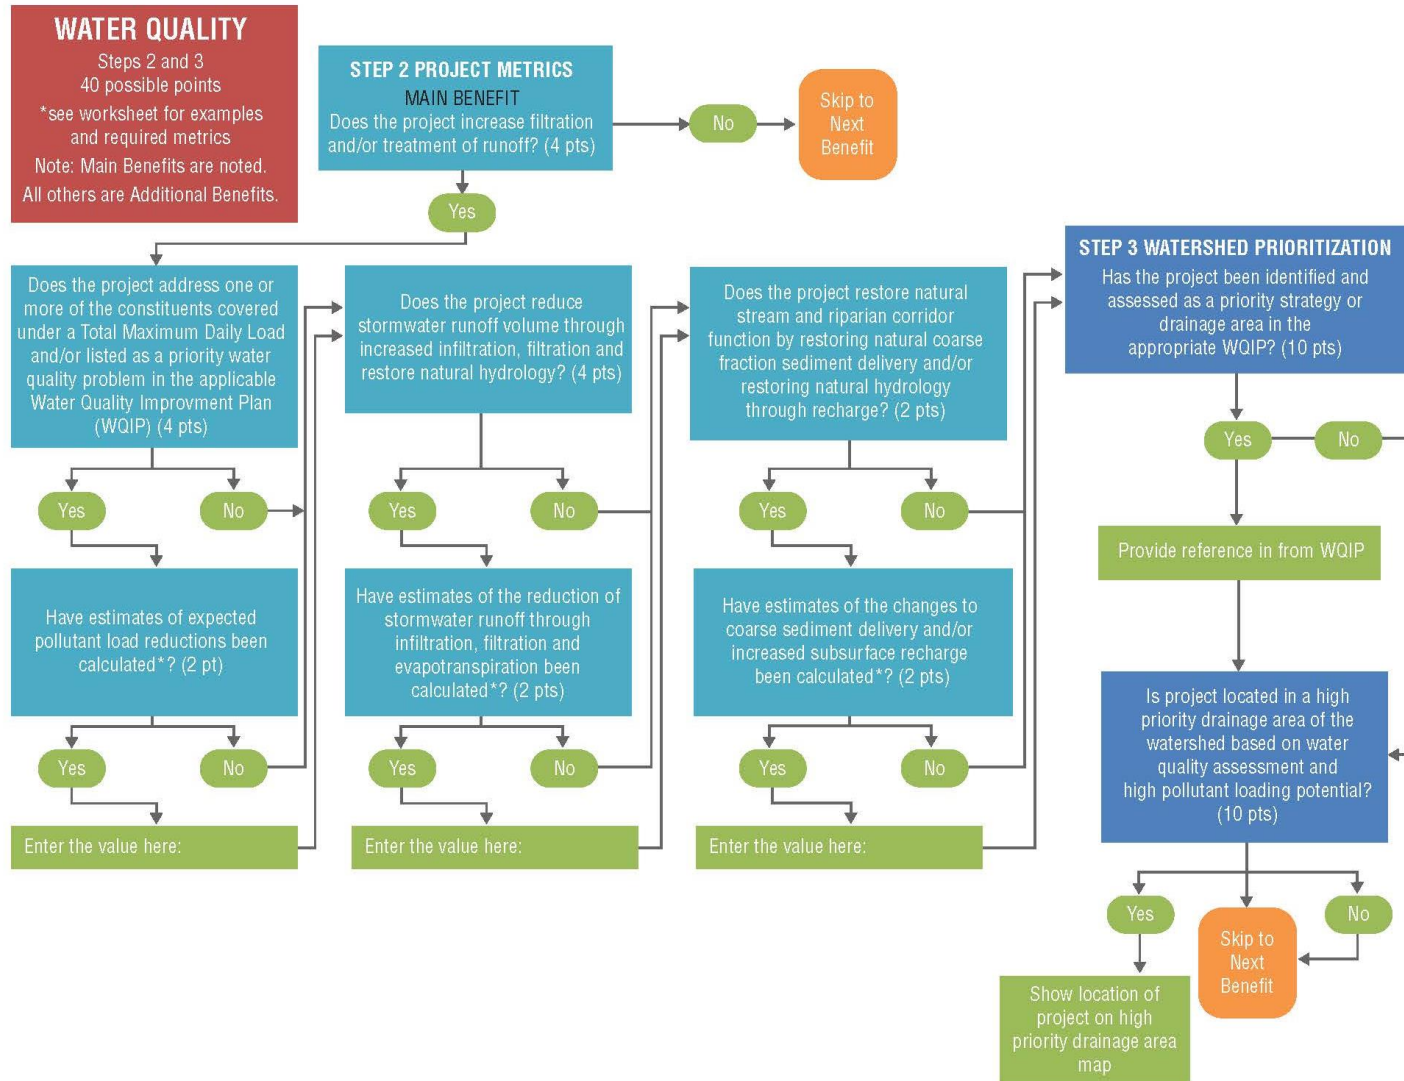 WATER QUALITY
Steps 2 and 3
40 possible points
*see worksheet for examples
and required metrics
Note: Main Benefits are noted.
All others are Additional Benefits.
STEP 2 PROJECT METRICS
MAIN BENEFIT
Does the project increase filtration
and/or treatment of runoff? (4 pts)
No
Skip to
Next
Benefit
Yes
Does the project address one or
more of the constituents covered
under a Total Maximum Daily Load
and/or listed as a priority water
quality problem in the applicable
Water Quality Improvment Plan
(WQIP) (4 pts)
Yes
No
Have estimates of expected
pollutant load reductions been
calculated*? (2 pt)
Yes
No
Enter the value here:
Does the project reduce
stormwater runoff volume through
increased infiltration, filtration and
restore natural hydrology? (4 pts)
Yes
No
Have estimates of the reduction of
stormwater runoff through
infiltration, filtration and
evapotranspiration been
calculated*? (2 pts)
Yes
No
Enter the value here:
Does the project restore natural
stream and riparian corridor
function by restoring natural coarse
fraction sediment delivery and/or
restoring natural hydrology
through recharge? (2 pts)
Yes
No
Have estimates of the changes to
coarse sediment delivery and/or
increased subsurface recharge
been calculated*? (2 pts)
Yes
No
Enter the value here:
STEP 3 WATERSHED PRIORITIZATION
Has the project been identified and
assessed as a priority strategy or
drainage area in the
appropriate WQIP? (10 pts)
Yes
No
Provide reference in from WQIP
Is project located in a high
priority drainage area of the
watershed based on water
quality assessment and
high pollutant loading potential?
(10 pts)
Yes
No
Skip to
Next
Benefit
Show location of
project on high
priority drainage area
map